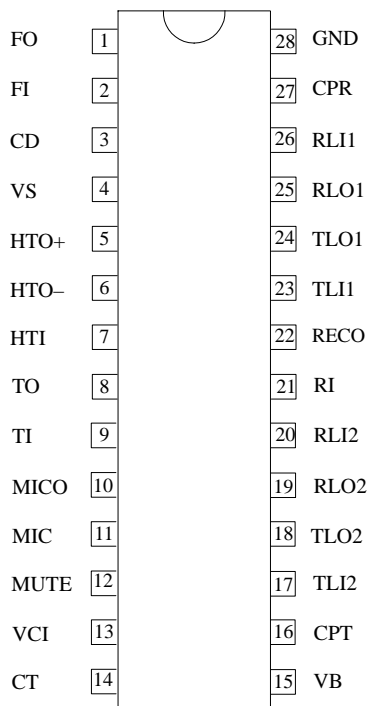 FO 1 28 GND
FI 2 27 CPR
CD 3 26 RLI1
VS 4 25 RLO1
HTO+ 5 24 TLO1
HTO– 6 23 TLI1
HTI 7 22 RECO
TO 8 21 RI
TI 9 20 RLI2
MICO 10 19 RLO2
MIC 11 18 TLO2
MUTE 12 17 TLI2
VCI 13 16 CPT
CT 14 15 VB